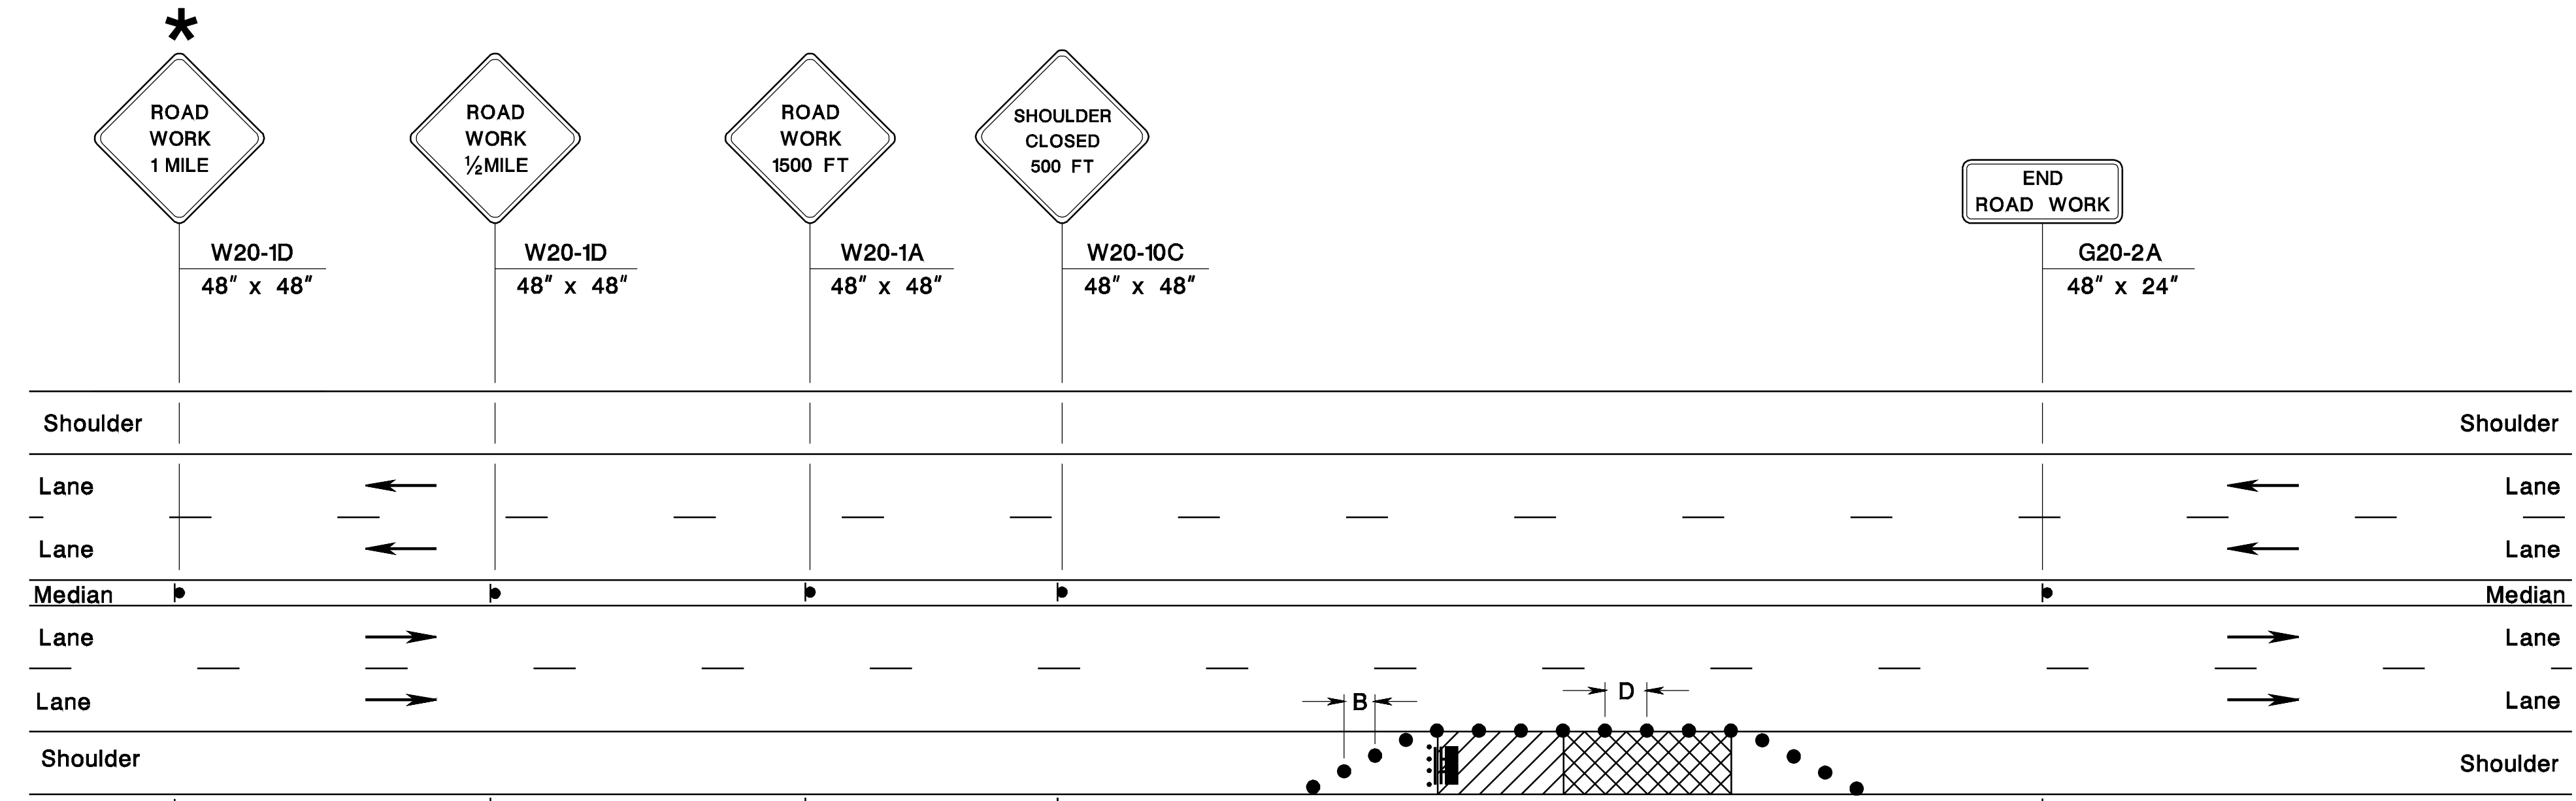 *
ROAD
WORK
1 MILE
ROAD
WORK
½ MILE
ROAD
WORK
1500 FT
SHOULDER
CLOSED
500 FT
END
ROAD WORK
W20-1D
48" x 48"
W20-1D
48" x 48"
W20-1A
48" x 48"
W20-10C
48" x 48"
G20-2A
48" x 24"
Shoulder
Shoulder
Lane
Lane
Lane
Lane
Median
Median
Lane
Lane
Lane
B
D
Lane
Shoulder
Shoulder